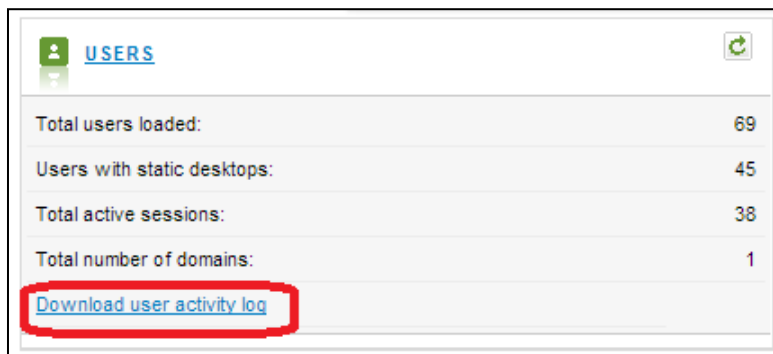 USERS
Total users loaded: 69
Users with static desktops: 45
Total active sessions: 38
Total number of domains: 1
Download user activity log